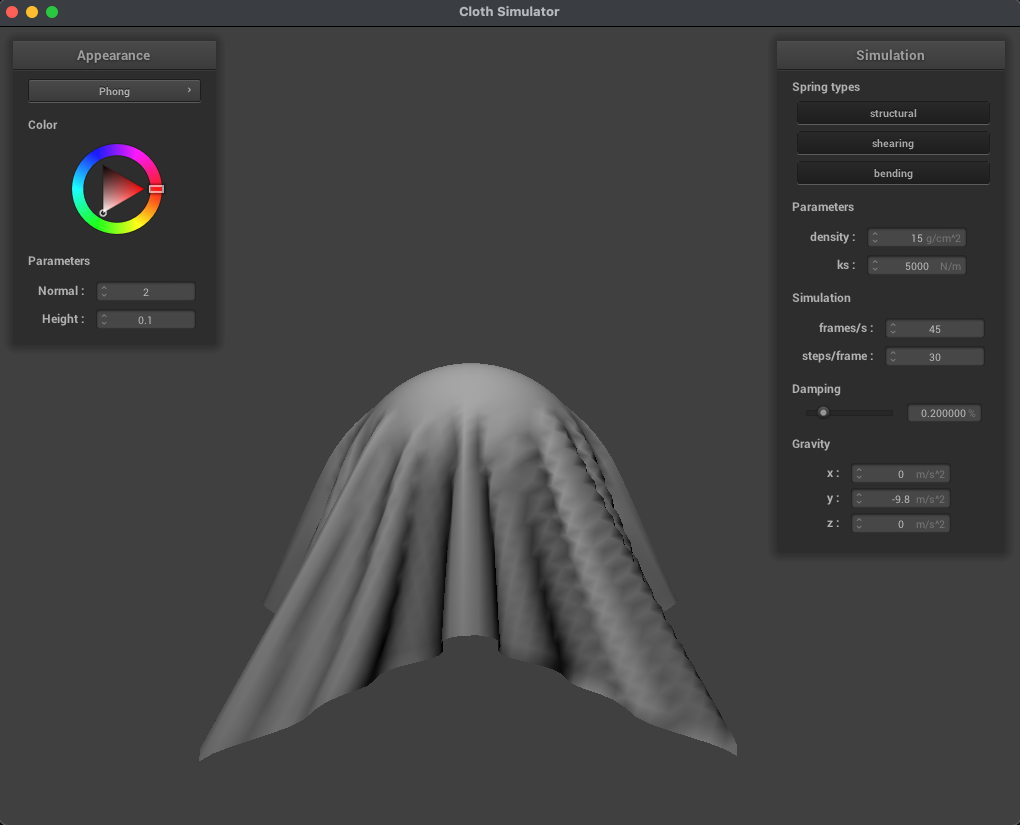 Cloth Simulator
Appearance
Phong
Color
Parameters
Normal : 2
Height : 0.1
Simulation
Spring types
structural
shearing
bending
Parameters
density : 15 g/cm^2
ks : 5000 N/m
Simulation
frames/s : 45
steps/frame : 30
Damping
0.200000 %
Gravity
x : 0 m/s^2
y : -9.8 m/s^2
z : 0 m/s^2